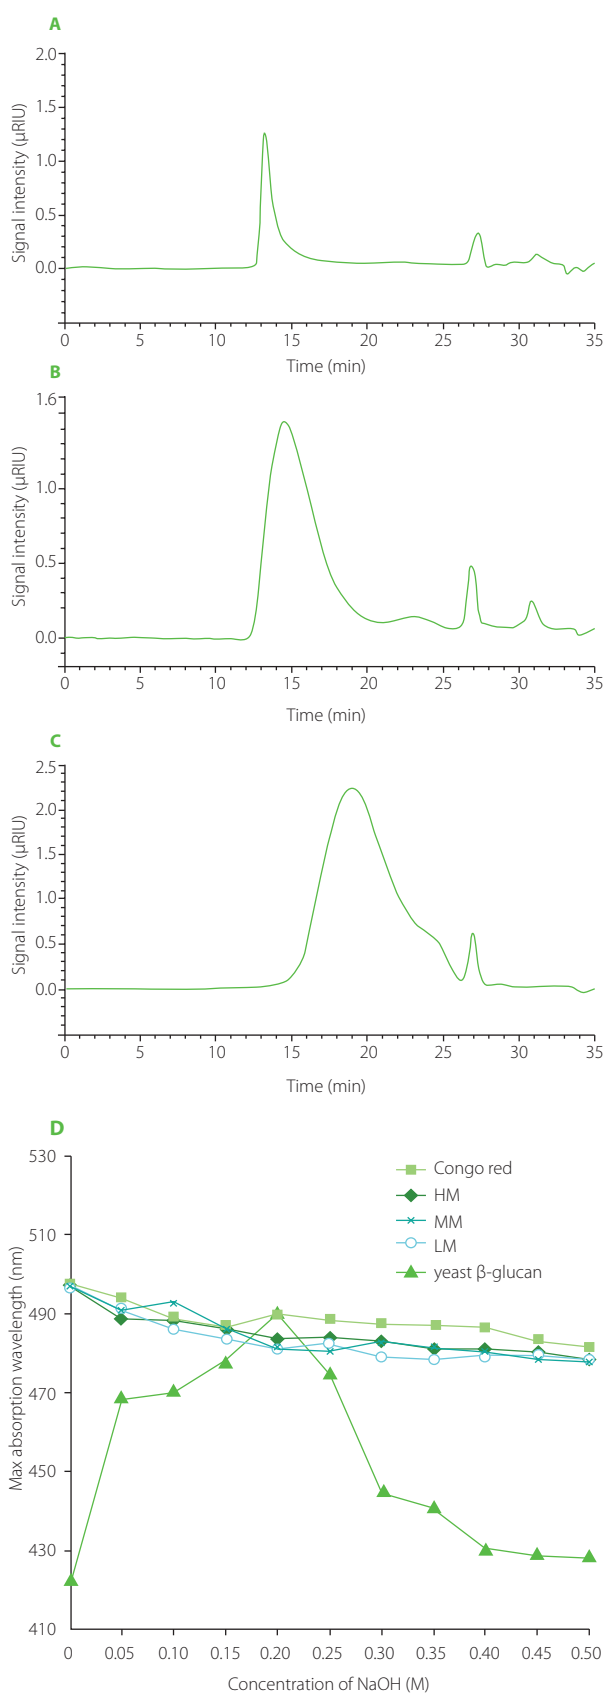 A
Signal intensity (μRIU)
2.0
1.5
1.0
0.5
0.0
0 5 10 15 20 25 30 35
Time (min)
B
Signal intensity (μRIU)
1.6
1.0
0.5
0.0
0 5 10 15 20 25 30 35
Time (min)
C
Signal intensity (μRIU)
2.5
2.0
1.5
1.0
0.5
0.0
0 5 10 15 20 25 30 35
Time (min)
D
Max absorption wavelength (nm)
530
510
490
470
450
430
410
Congo red
HM
MM
LM
yeast β-glucan
0 0.05 0.10 0.15 0.20 0.25 0.30 0.35 0.40 0.45 0.50
Concentration of NaOH (M)